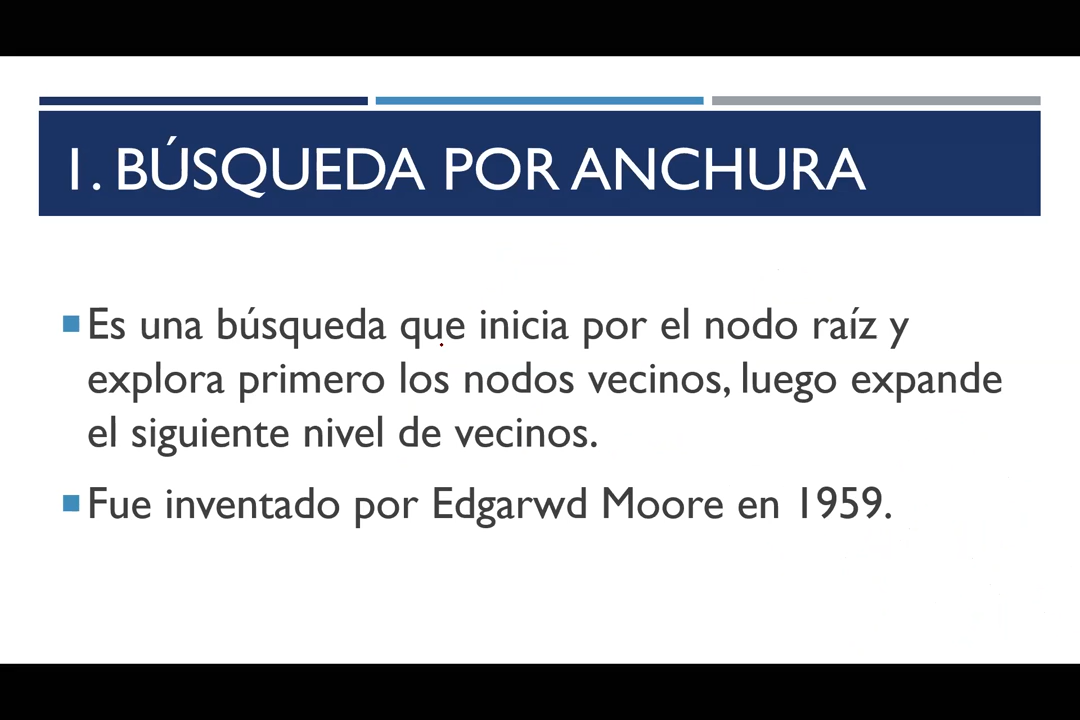 1. BÚSQUEDA POR ANCHURA
Es una búsqueda que inicia por el nodo raíz y
explora primero los nodos vecinos, luego expande
el siguiente nivel de vecinos.
Fue inventado por Edgarwd Moore en 1959.